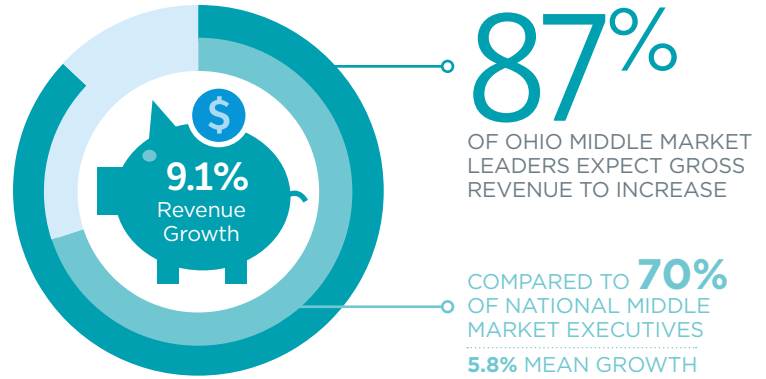 87%
OF OHIO MIDDLE MARKET
LEADERS EXPECT GROSS
REVENUE TO INCREASE
$
9.1%
Revenue
Growth
COMPARED TO 70%
OF NATIONAL MIDDLE
MARKET EXECUTIVES
5.8% MEAN GROWTH